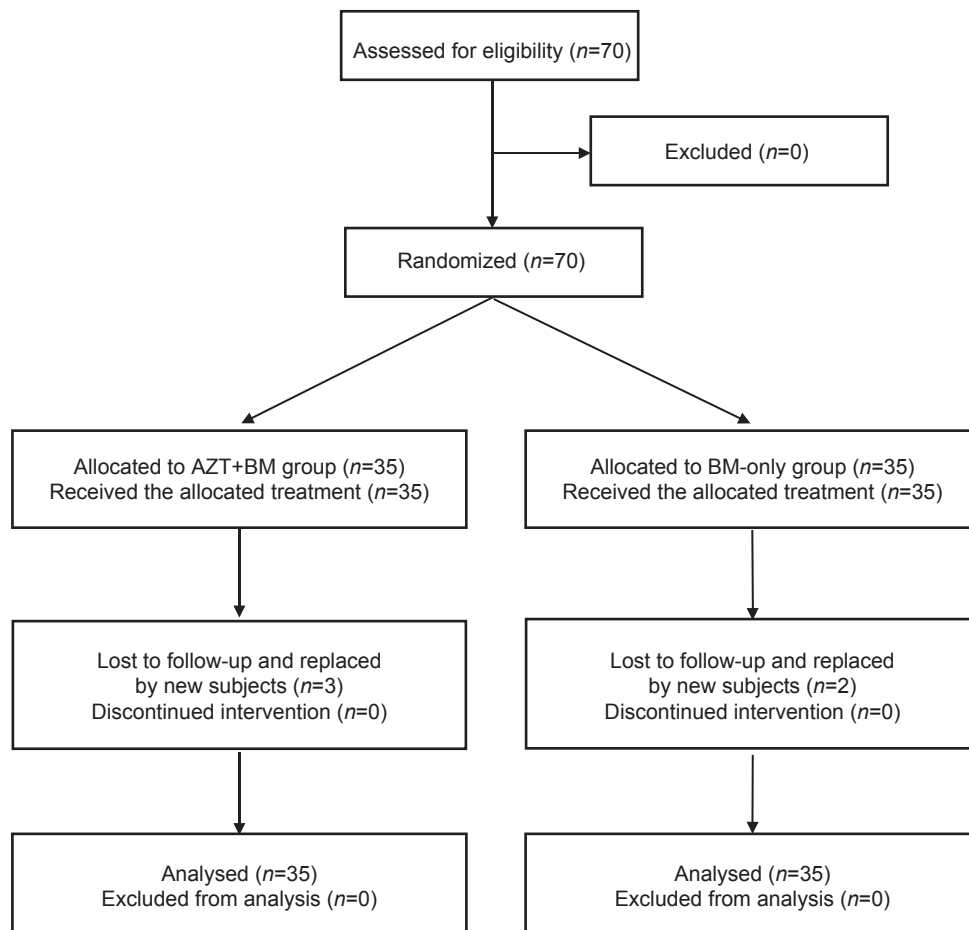 Assessed for eligibility (n=70)
Excluded (n=0)
Randomized (n=70)
Allocated to AZT+BM group (n=35)
Received the allocated treatment (n=35)
Allocated to BM-only group (n=35)
Received the allocated treatment (n=35)
Lost to follow-up and replaced
by new subjects (n=3)
Discontinued intervention (n=0)
Lost to follow-up and replaced
by new subjects (n=2)
Discontinued intervention (n=0)
Analysed (n=35)
Excluded from analysis (n=0)
Analysed (n=35)
Excluded from analysis (n=0)